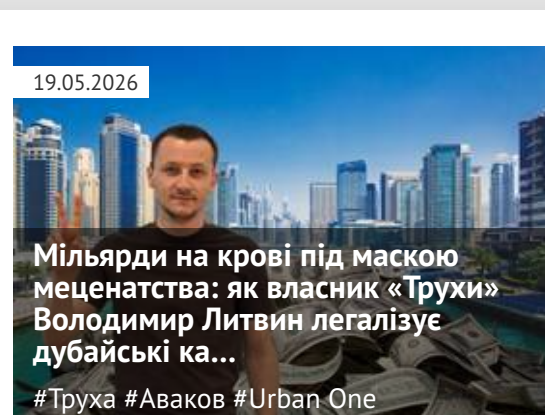 19.05.2026
Мільярди на крові під маскою
меценатства: як власник «Трухи»
Володимир Литвин легалізує
дубайські ка...
#Труха #Аваков #Urban One